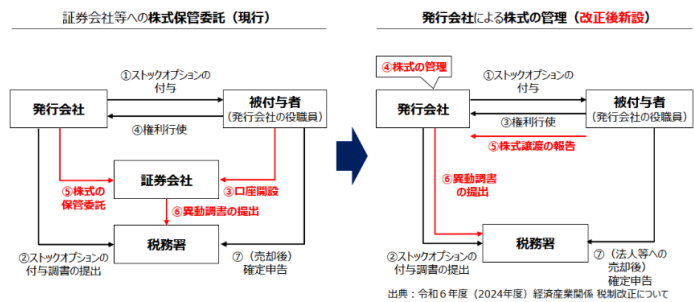 証券会社等への株式保管委託（現行）
①ストックオプションの
付与
発行会社
被付与者
（発行会社の役職員）
④権利行使
⑤株式の
保管委託
証券会社
③口座開設
⑥異動調書の提出
税務署
②ストックオプションの
付与調書の提出
⑦（売却後）
確定申告
発行会社による株式の管理（改正後新設）
④株式の管理
①ストックオプションの
付与
発行会社
被付与者
（発行会社の役職員）
③権利行使
⑤株式譲渡の報告
⑥異動調書
の提出
税務署
②ストックオプションの
付与調書の提出
⑦（法人等への
売却後）
確定申告
出典：令和６年度（2024年度）経済産業関係 税制改正について